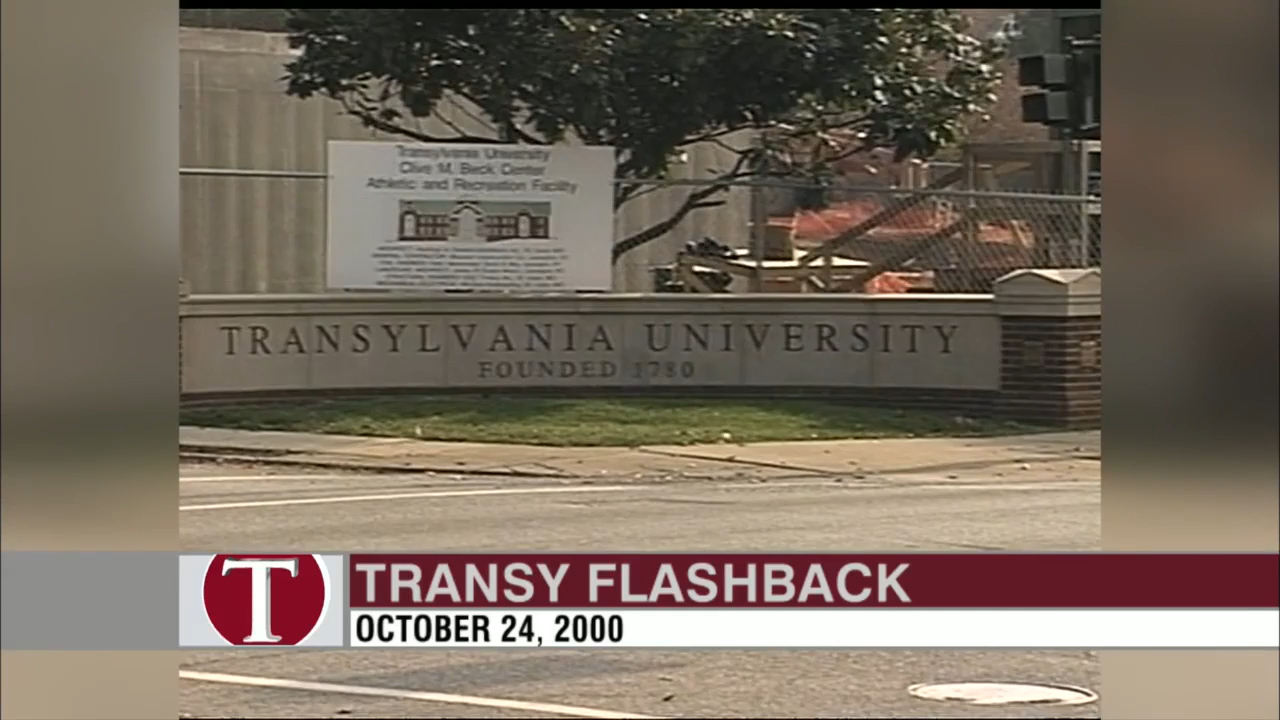 Transylvania University
Clive M. Beck Center
Athletic and Recreation Facility
TRANSYLVANIA UNIVERSITY
FOUNDED 1780
T
TRANSY FLASHBACK
OCTOBER 24, 2000